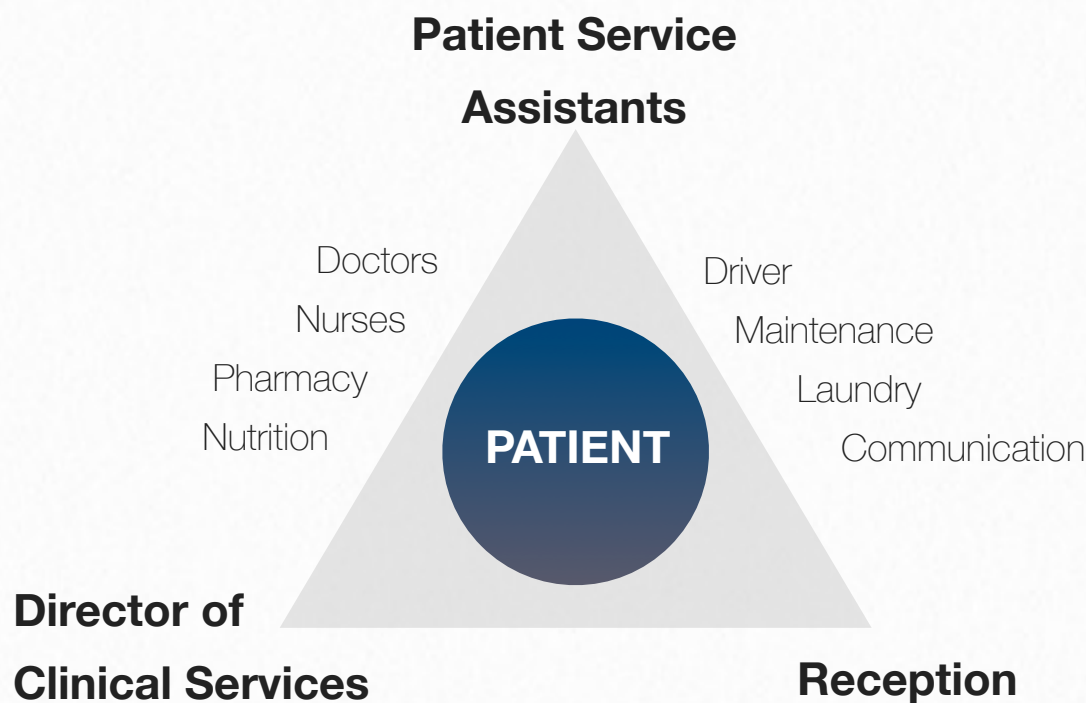 Patient Service
Assistants
Doctors
Nurses
Pharmacy
Nutrition
Driver
Maintenance
Laundry
Communication
PATIENT
Director of
Clinical Services
Reception